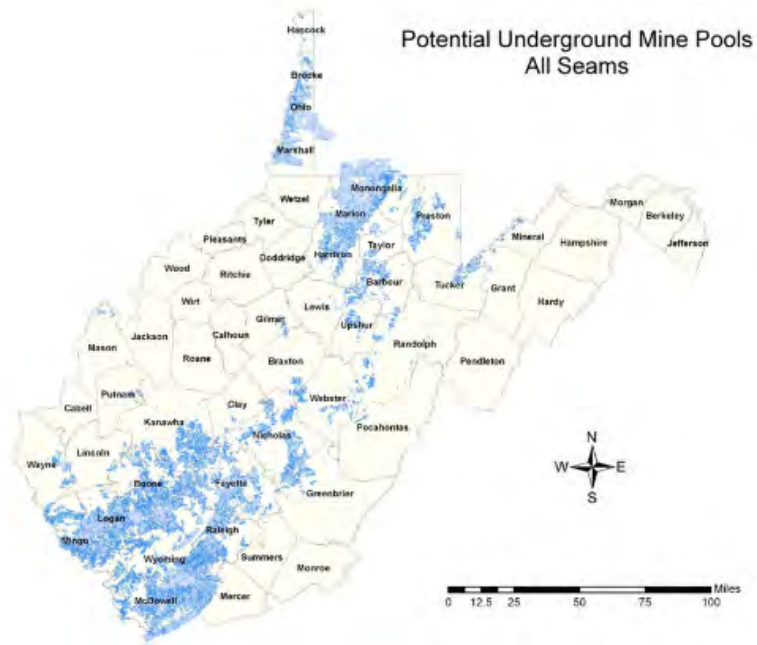 Potential Underground Mine Pools
All Seams
Hancock
Brooke
Ohio
Marshall
Monongalia
Wetzel
Marion
Preston
Morgan
Berkeley
Jefferson
Tyler
Pleasants
Taylor
Mineral
Hampshire
Doddridge
Harrison
Wood
Ritchie
Barbour
Tucker
Grant
Hardy
Wirt
Lewis
Gilmer
Upshur
Jackson
Calhoun
Randolph
Mason
Roane
Braxton
Pendleton
Putnam
Webster
Cabell
Clay
Kanawha
Nicholas
Pocahontas
Lincoln
Wayne
Boone
Fayette
Greenbrier
Logan
Raleigh
Mingo
Wyoming
Summers
Monroe
McDowell
Mercer
N
W E
S
Miles
0 12.5 25 50 75 100